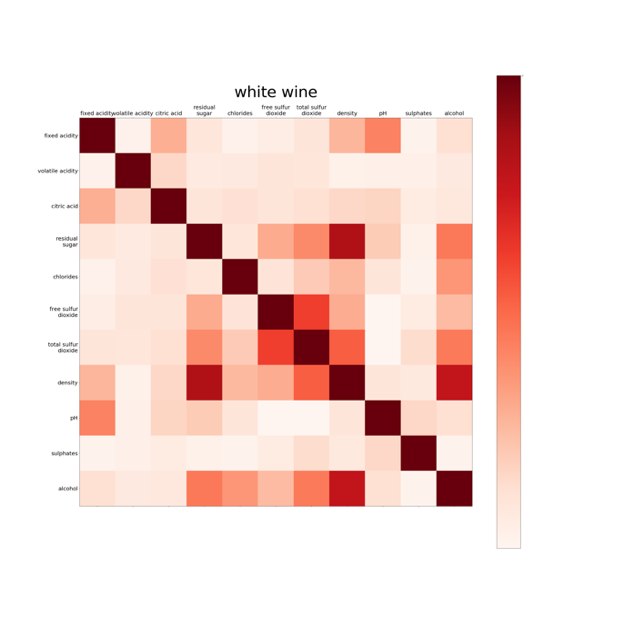 white wine
residual free sulfur total sulfur
fixed acidity volatile acidity citric acid sugar chlorides dioxide dioxide density pH sulphates alcohol
fixed acidity
volatile acidity
citric acid
residual
sugar
chlorides
free sulfur
dioxide
total sulfur
dioxide
density
pH
sulphates
alcohol